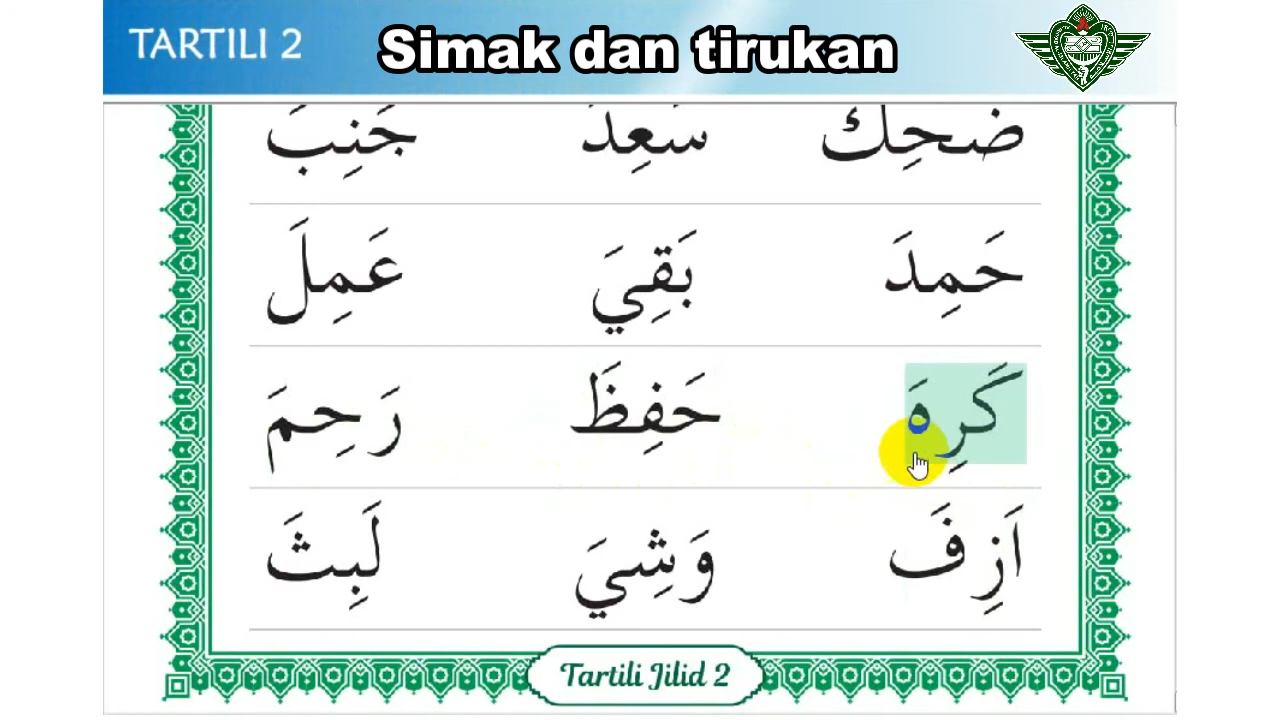 TARTILI 2
Simak dan tirukan
ضَحِكَ سَعِدَ جَنِبَ
حَمِدَ بَقِيَ عَمِلَ
كَرِهَ حَفِظَ رَحِمَ
اَزِفَ وَشِيَ لَبِثَ
Tartili Jilid 2